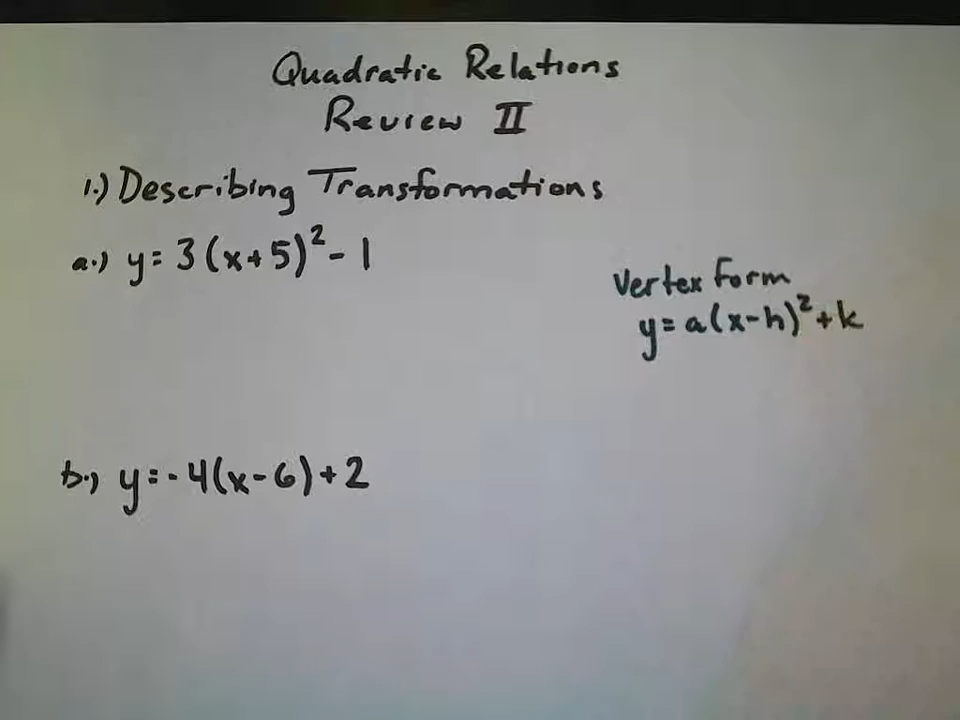 Quadratic Relations
Review II
1.) Describing Transformations
a.) y = 3(x+5)² - 1
Vertex Form
y = a(x-h)² + k
b.) y = -4(x-6) + 2